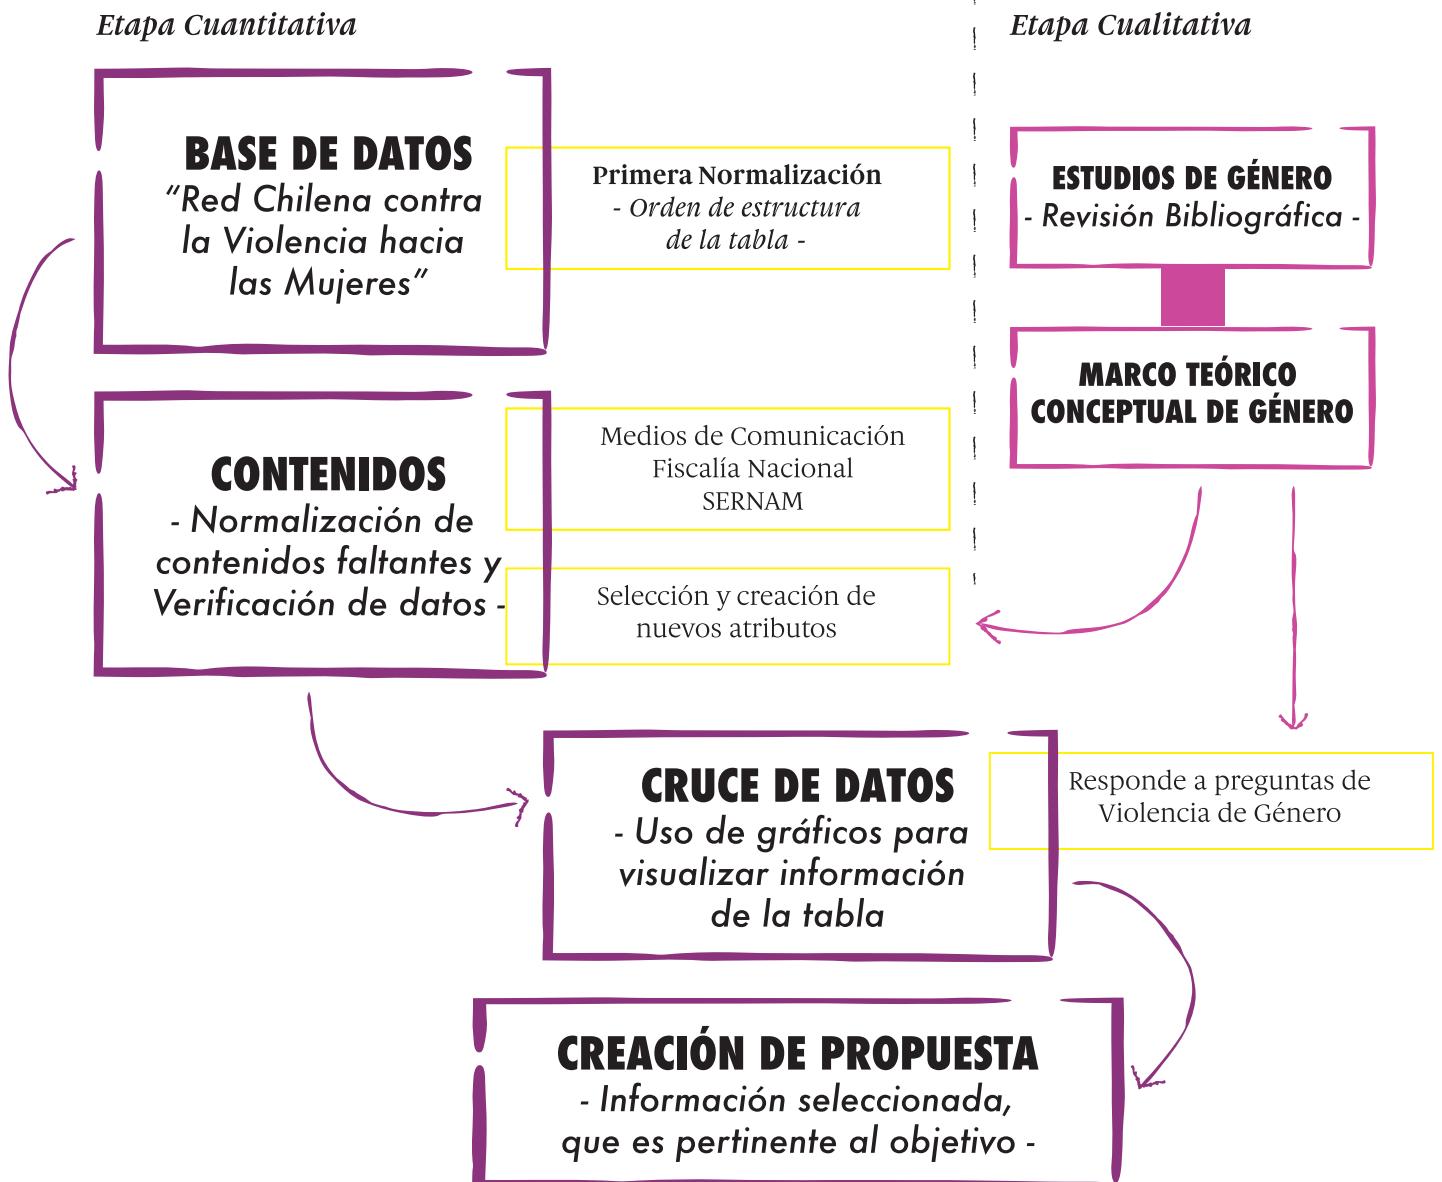 Etapa Cuantitativa
BASE DE DATOS
“Red Chilena contra
la Violencia hacia
las Mujeres”
Primera Normalización
- Orden de estructura
de la tabla -
CONTENIDOS
- Normalización de
contenidos faltantes y
Verificación de datos -
Medios de Comunicación
Fiscalía Nacional
SERNAM
Selección y creación de
nuevos atributos
Etapa Cualitativa
ESTUDIOS DE GÉNERO
- Revisión Bibliográfica -
MARCO TEÓRICO
CONCEPTUAL DE GÉNERO
CRUCE DE DATOS
- Uso de gráficos para
visualizar información
de la tabla
Responde a preguntas de
Violencia de Género
CREACIÓN DE PROPUESTA
- Información seleccionada,
que es pertinente al objetivo -